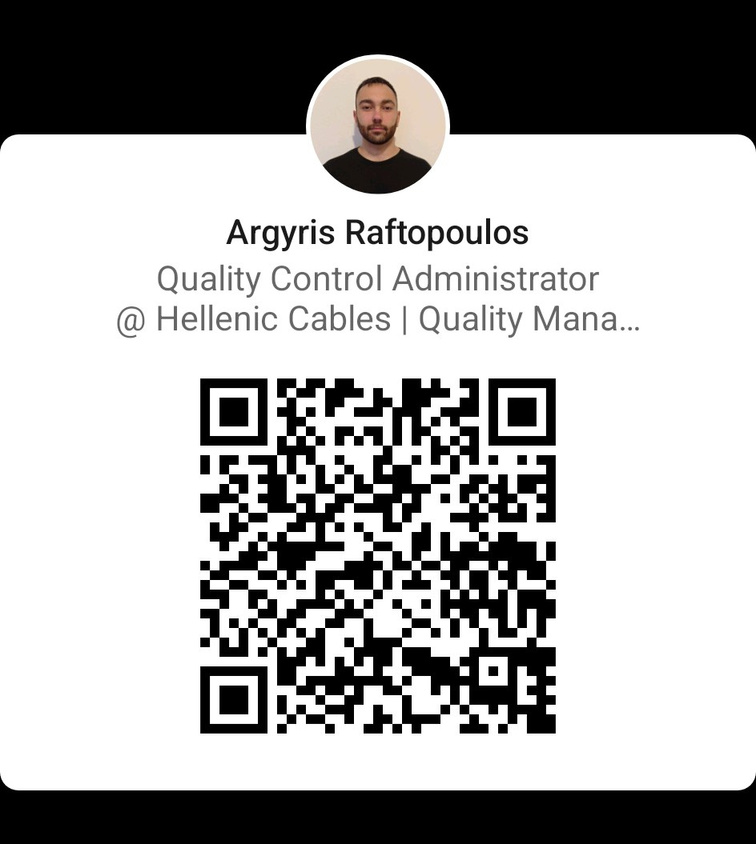 Argyris Raftopoulos
Quality Control Administrator
@ Hellenic Cables | Quality Mana...